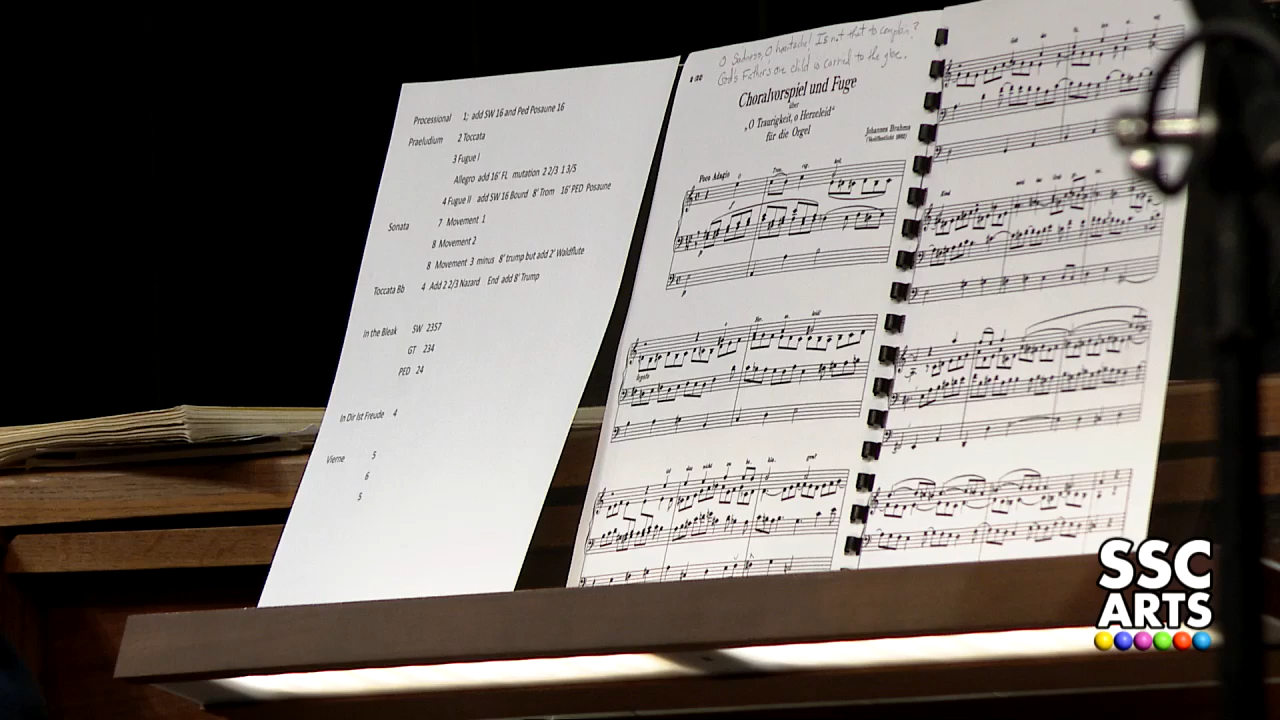 Processional 1; add SW 16 and Ped Posaune 16
Praeludium 2 Toccata
3 Fugue I
Allegro add 16' FL mutation 2 2/3 1 3/5
4 Fugue II add SW 16 Bourd 8' Trom 16' PED Posaune
Sonata 7 Movement 1
8 Movement 2
8 Movement 3 minus 8' trump but add 2' Waldflute
Toccata Bb 4 Add 2 2/3 Nazard End add 8' Trump
In the Bleak SW 2357
GT 234
PED 24
In Dir Ist Freude 4
Vierne 5
6
5
O Sadness, O heartache! Is not that to complain?
God's Father's one child is carried to the
Choralvorspiel und Fuge
über
„O Traurigkeit, o Herzeleid“
für die Orgel
Johannes Brahms
Poco Adagio
SSC
ARTS